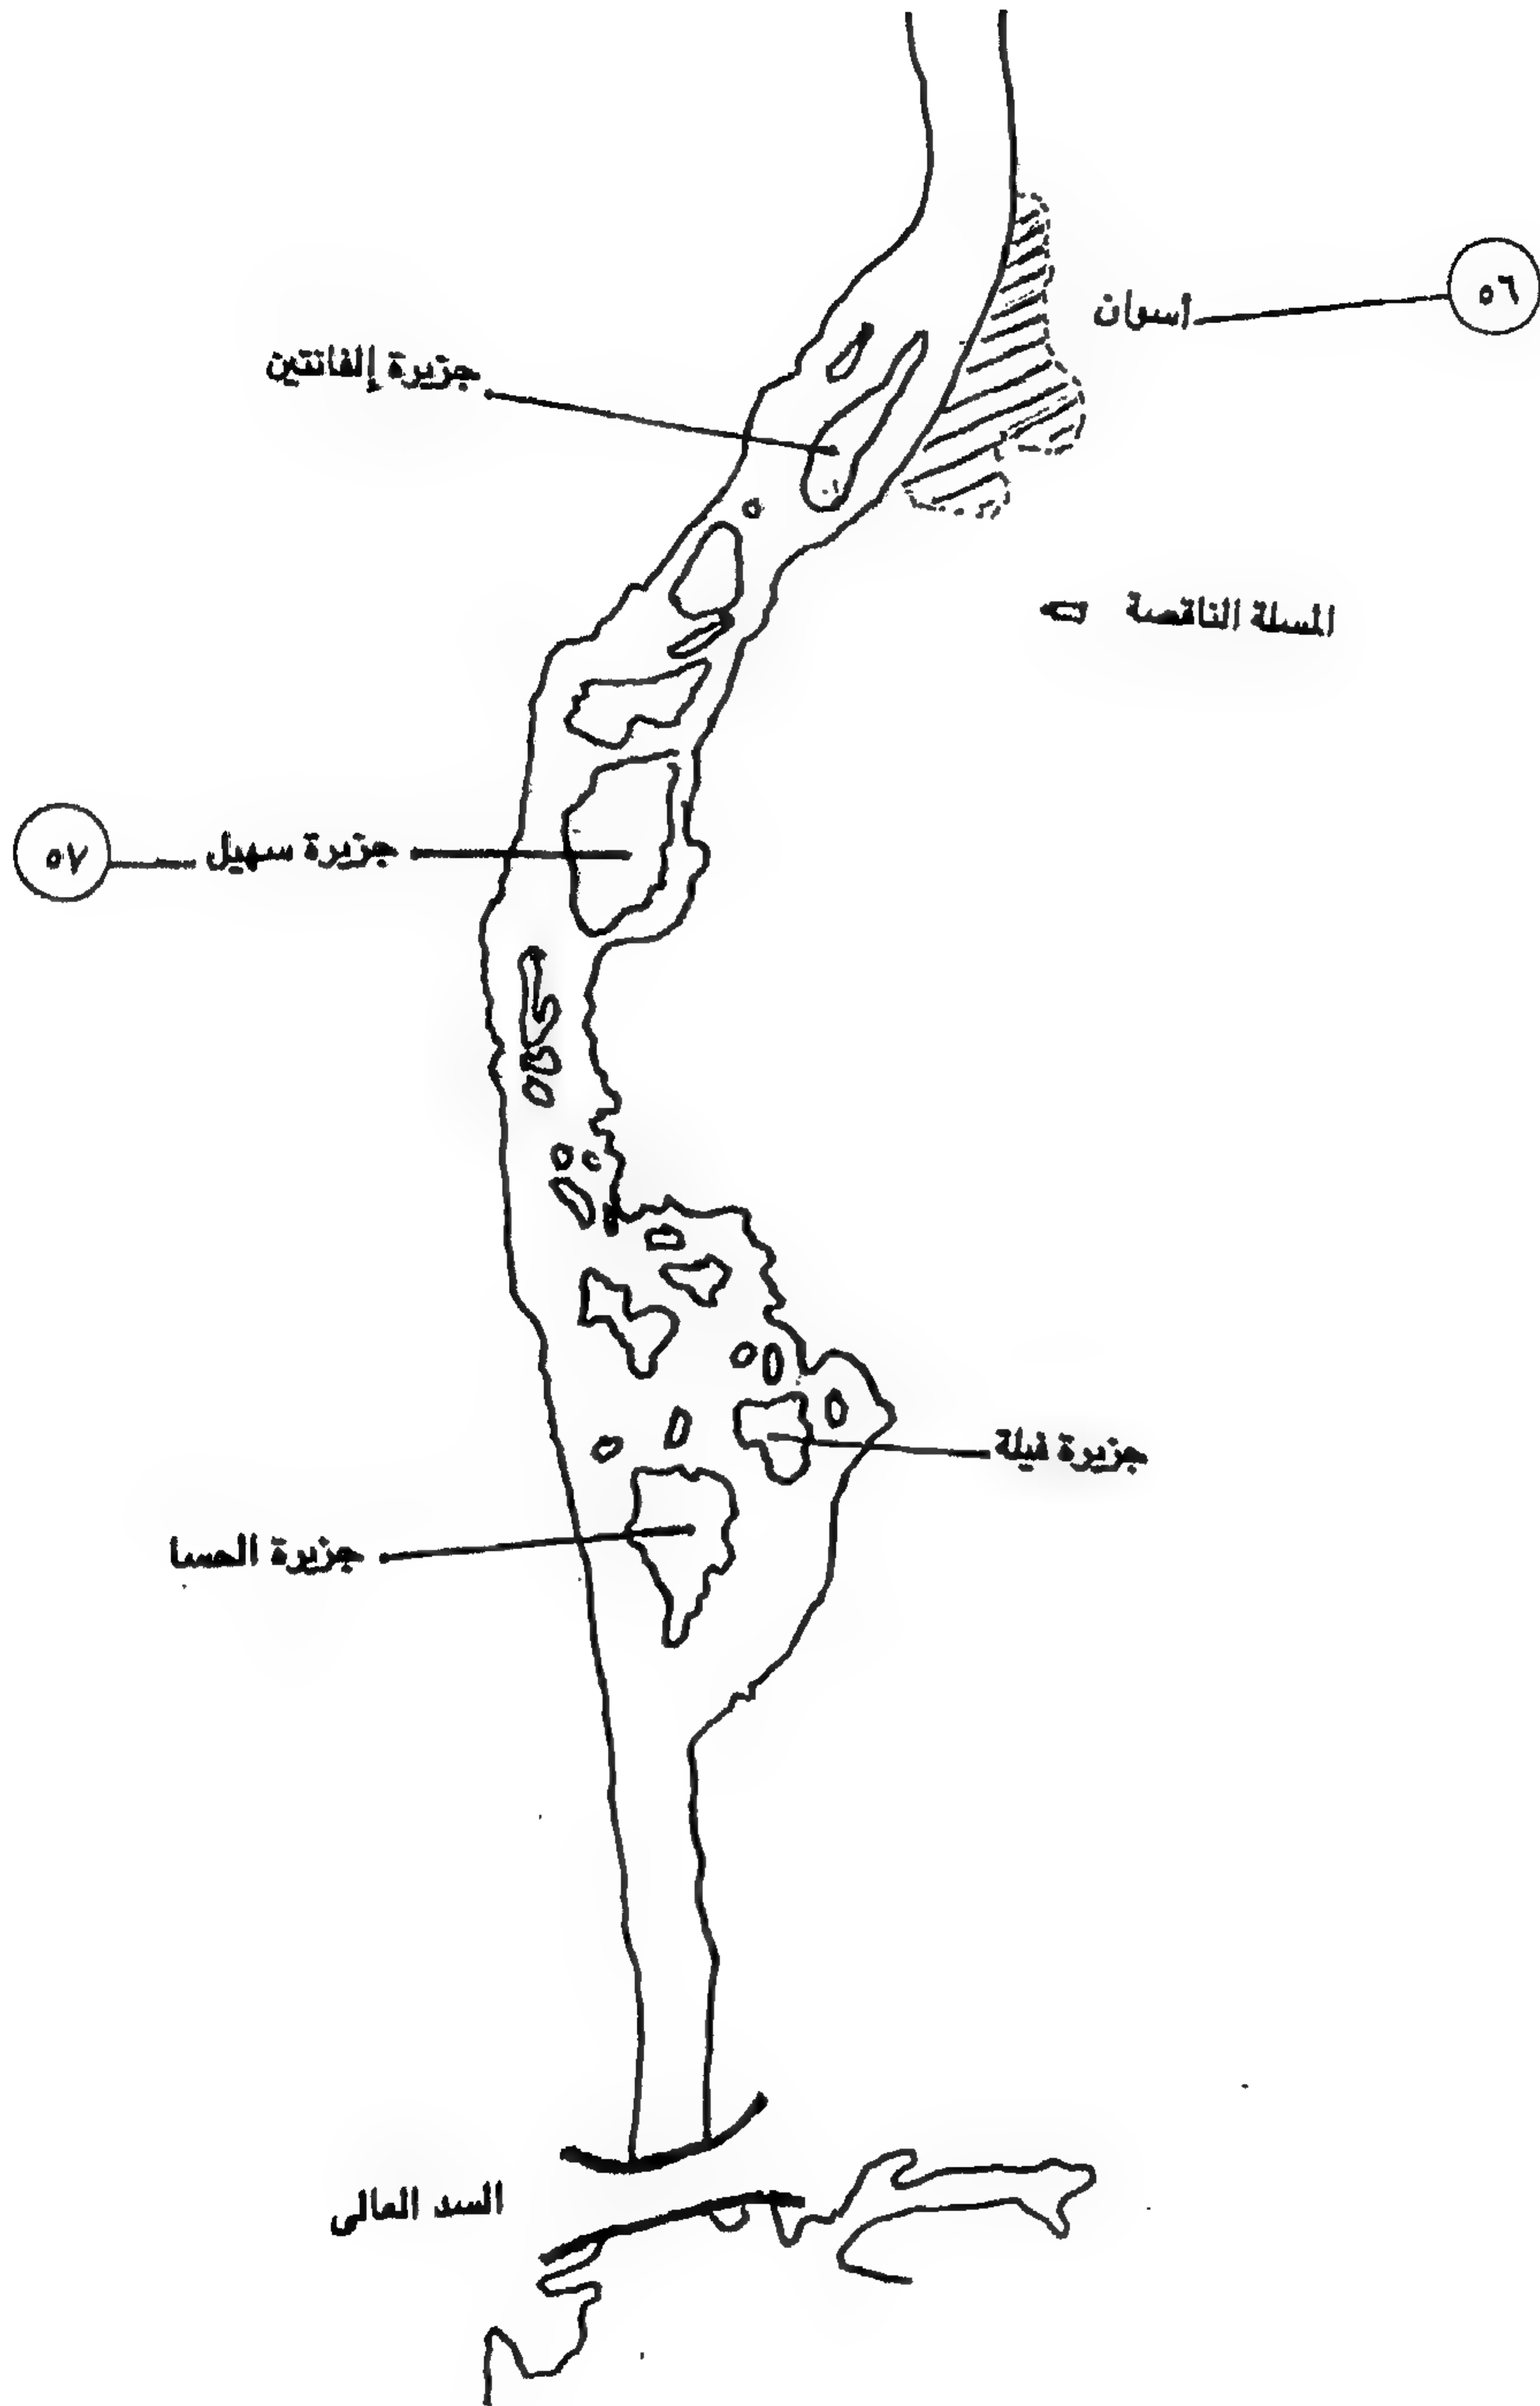 ٥٦
أسوان
جزيرة إلفانتين
المسلة الناقصة
جزيرة سهيل
٥٧
جزيرة فيلة
جزيرة الحسا
السد العالى